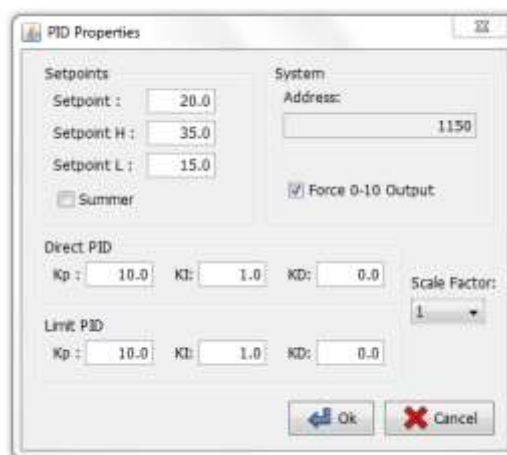 PID Properties
Setpoints
Setpoint : 20.0
Setpoint H : 35.0
Setpoint L : 15.0
Summer
System
Address:
1150
Force 0-10 Output
Direct PID
Kp : 10.0 KI: 1.0 KD: 0.0
Limit PID
Kp : 10.0 KI: 1.0 KD: 0.0
Scale Factor:
1
Ok Cancel